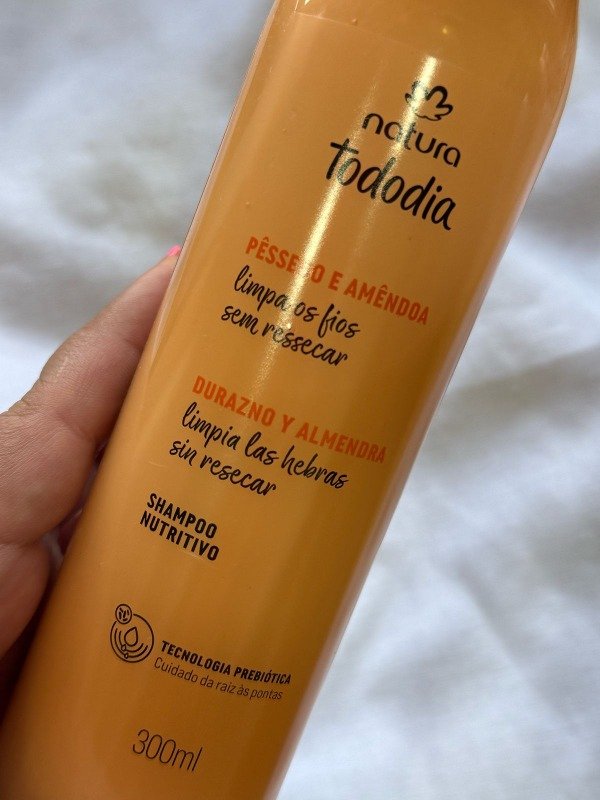 natura
Tododia
PÊSSEGO E AMÊNDOA
limpa os fios
sem ressecar
DURAZNO Y ALMENDRA
limpia las hebras
sin resecar
SHAMPOO
NUTRITIVO
TECNOLOGIA PREBIÓTICA
Cuidado da raiz às pontas
300ml